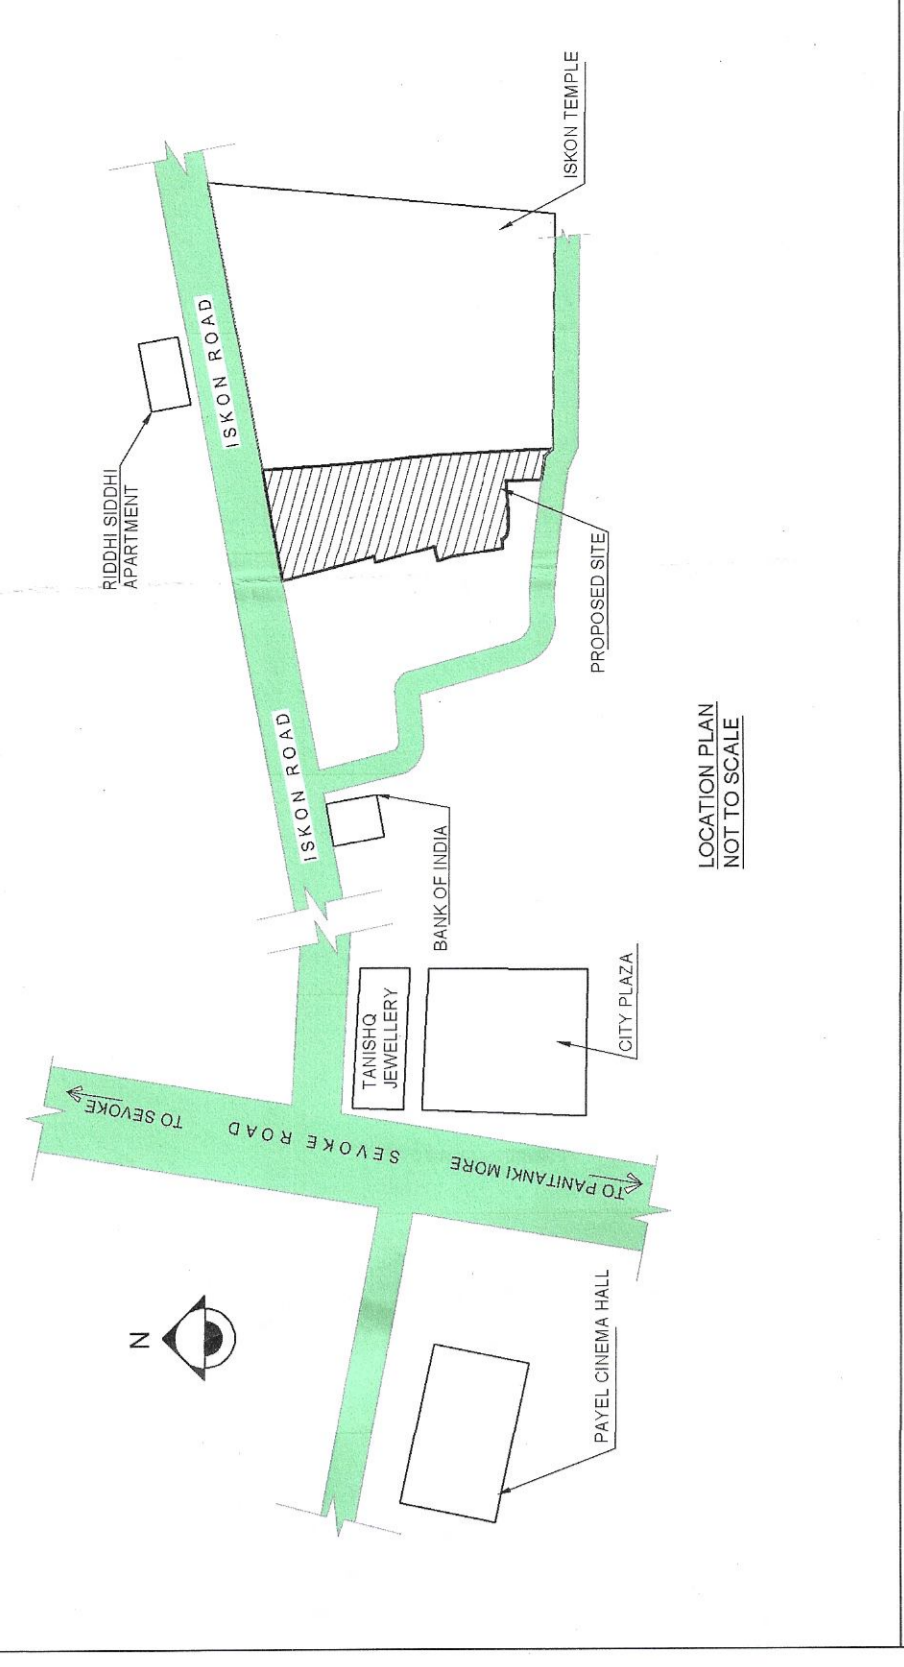 N
TO SEVOKE
SEVOKE ROAD
TO PANITANKI MORE
PAYEL CINEMA HALL
TANISHQ
JEWELLERY
CITY PLAZA
BANK OF INDIA
ISKON ROAD
RIDDHI SIDDHI
APARTMENT
ISKON ROAD
PROPOSED SITE
ISKON TEMPLE
LOCATION PLAN
NOT TO SCALE